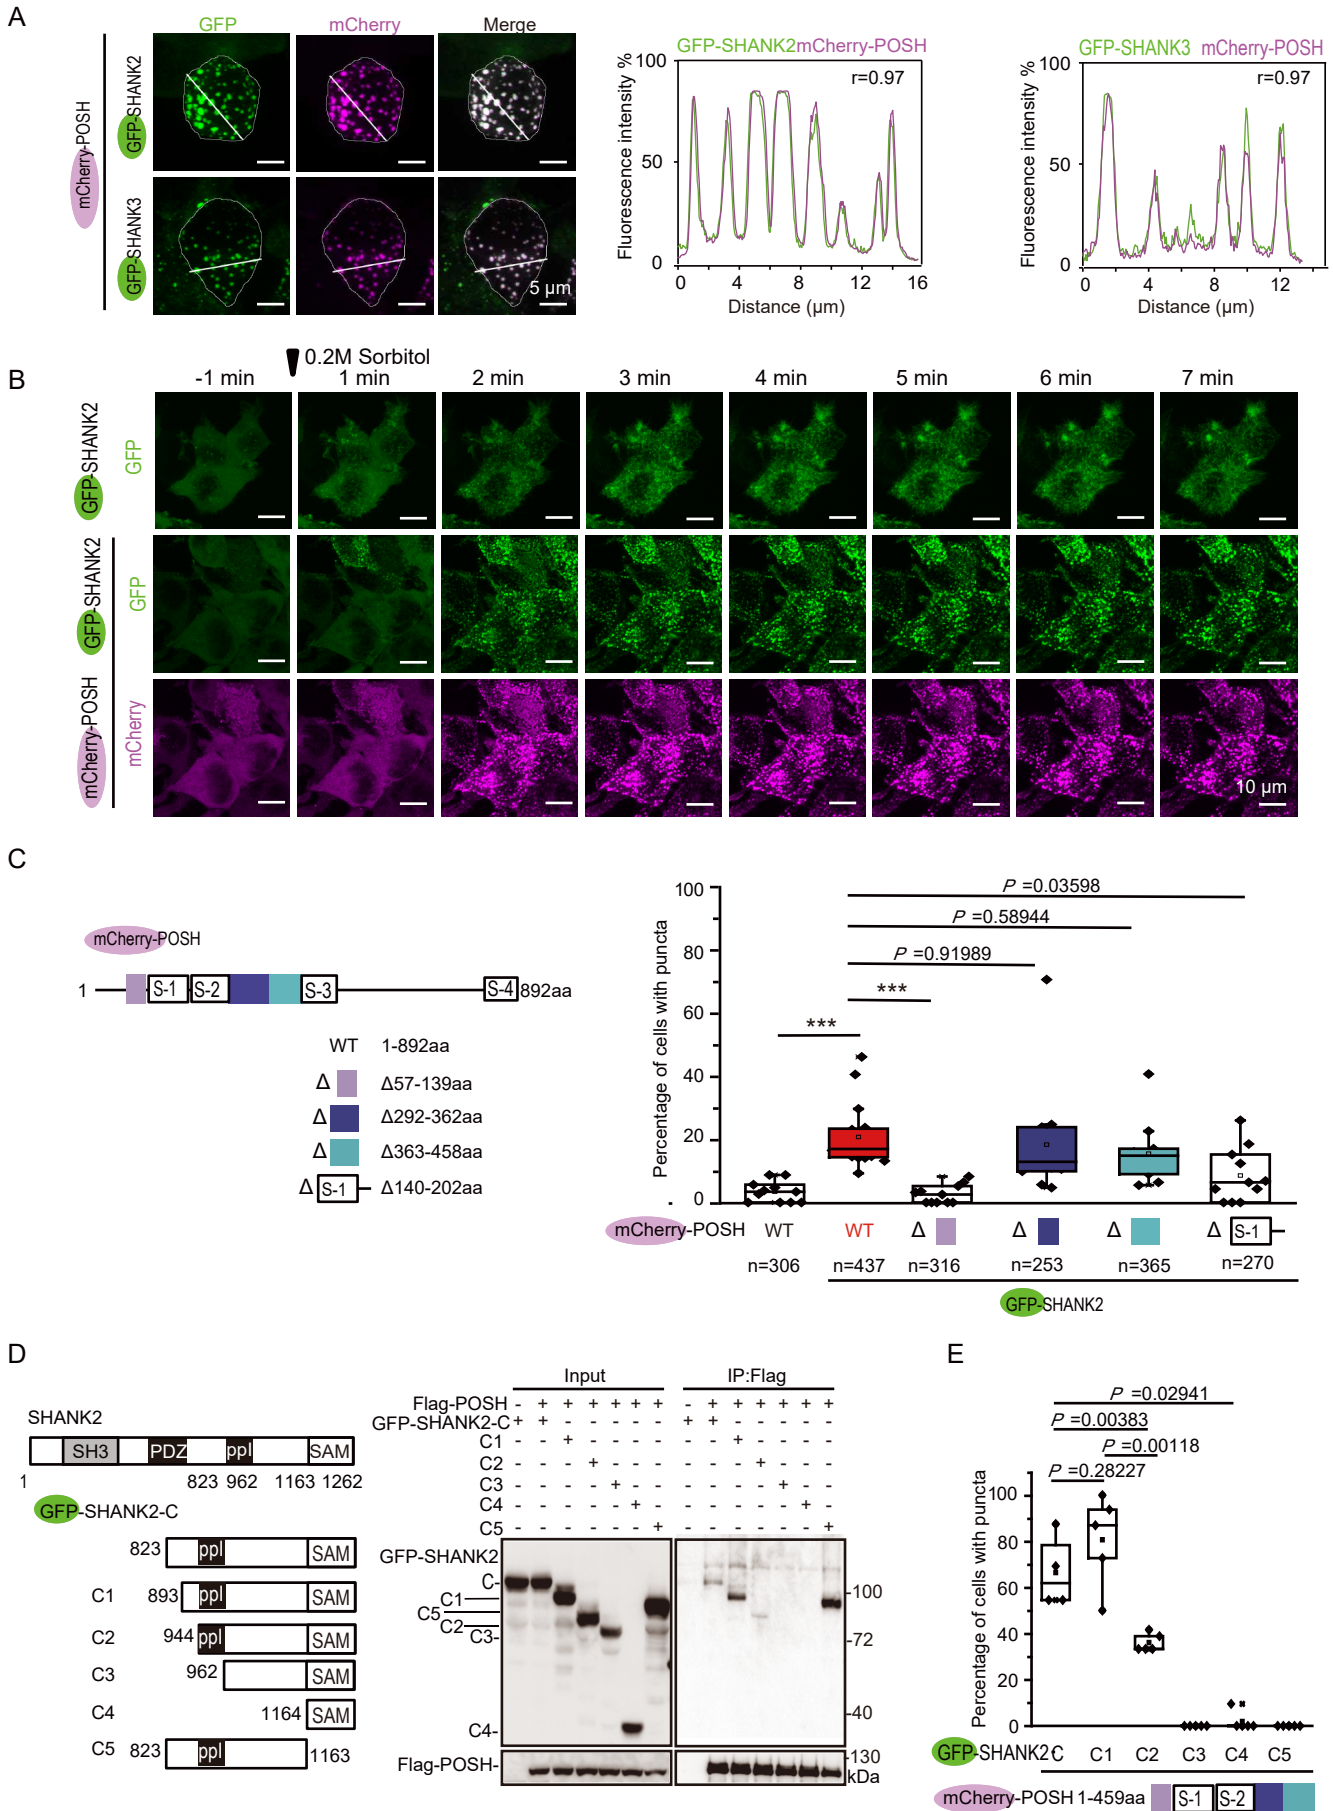 A
GFP
mCherry
Merge
mCherry-POSH
GFP-SHANK2
GFP-SHANK3
5 µm
GFP-SHANK2 mCherry-POSH
r=0.97
Fluorescence intensity %
100
50
0
0 4 8 12 16
Distance (µm)
GFP-SHANK3 mCherry-POSH
r=0.97
Fluorescence intensity %
100
50
0
0 4 8 12
Distance (µm)
B
0.2M Sorbitol
-1 min 1 min 2 min 3 min 4 min 5 min 6 min 7 min
GFP-SHANK2
GFP
GFP-SHANK2
GFP
mCherry-POSH
mCherry
10 µm
C
mCherry-POSH
1 S-1 S-2 S-3 S-4 892aa
WT 1-892aa
Δ Δ57-139aa
Δ Δ292-362aa
Δ Δ363-458aa
Δ S-1 Δ140-202aa
Percentage of cells with puncta
100
80
60
40
20
0
P =0.03598
P =0.58944
P =0.91989
***
***
mCherry-POSH WT WT Δ Δ Δ Δ S-1
n=306 n=437 n=316 n=253 n=365 n=270
GFP-SHANK2
D
SHANK2
SH3 PDZ ppI SAM
1 823 962 1163 1262
GFP-SHANK2-C
823 ppI SAM
C1 893 ppI SAM
C2 944 ppI SAM
C3 962 SAM
C4 1164 SAM
C5 823 ppI 1163
Input IP:Flag
Flag-POSH - + + + + + + - + + + + + +
GFP-SHANK2-C + + - - - - - + + - - - - -
C1 - - + - - - - - - + - - - -
C2 - - - + - - - - - - + - - -
C3 - - - - + - - - - - - + - -
C4 - - - - - + - - - - - - + -
C5 - - - - - - + - - - - - - +
GFP-SHANK2
C-
C1
C5
C2
C3-
C4-
-100
-72
-40
Flag-POSH-
-130
kDa
E
P =0.02941
P =0.00383
P =0.00118
P =0.28227
Percentage of cells with puncta
100
80
60
40
20
0
GFP-SHANK2- C C1 C2 C3 C4 C5
mCherry-POSH 1-459aa S-1 S-2